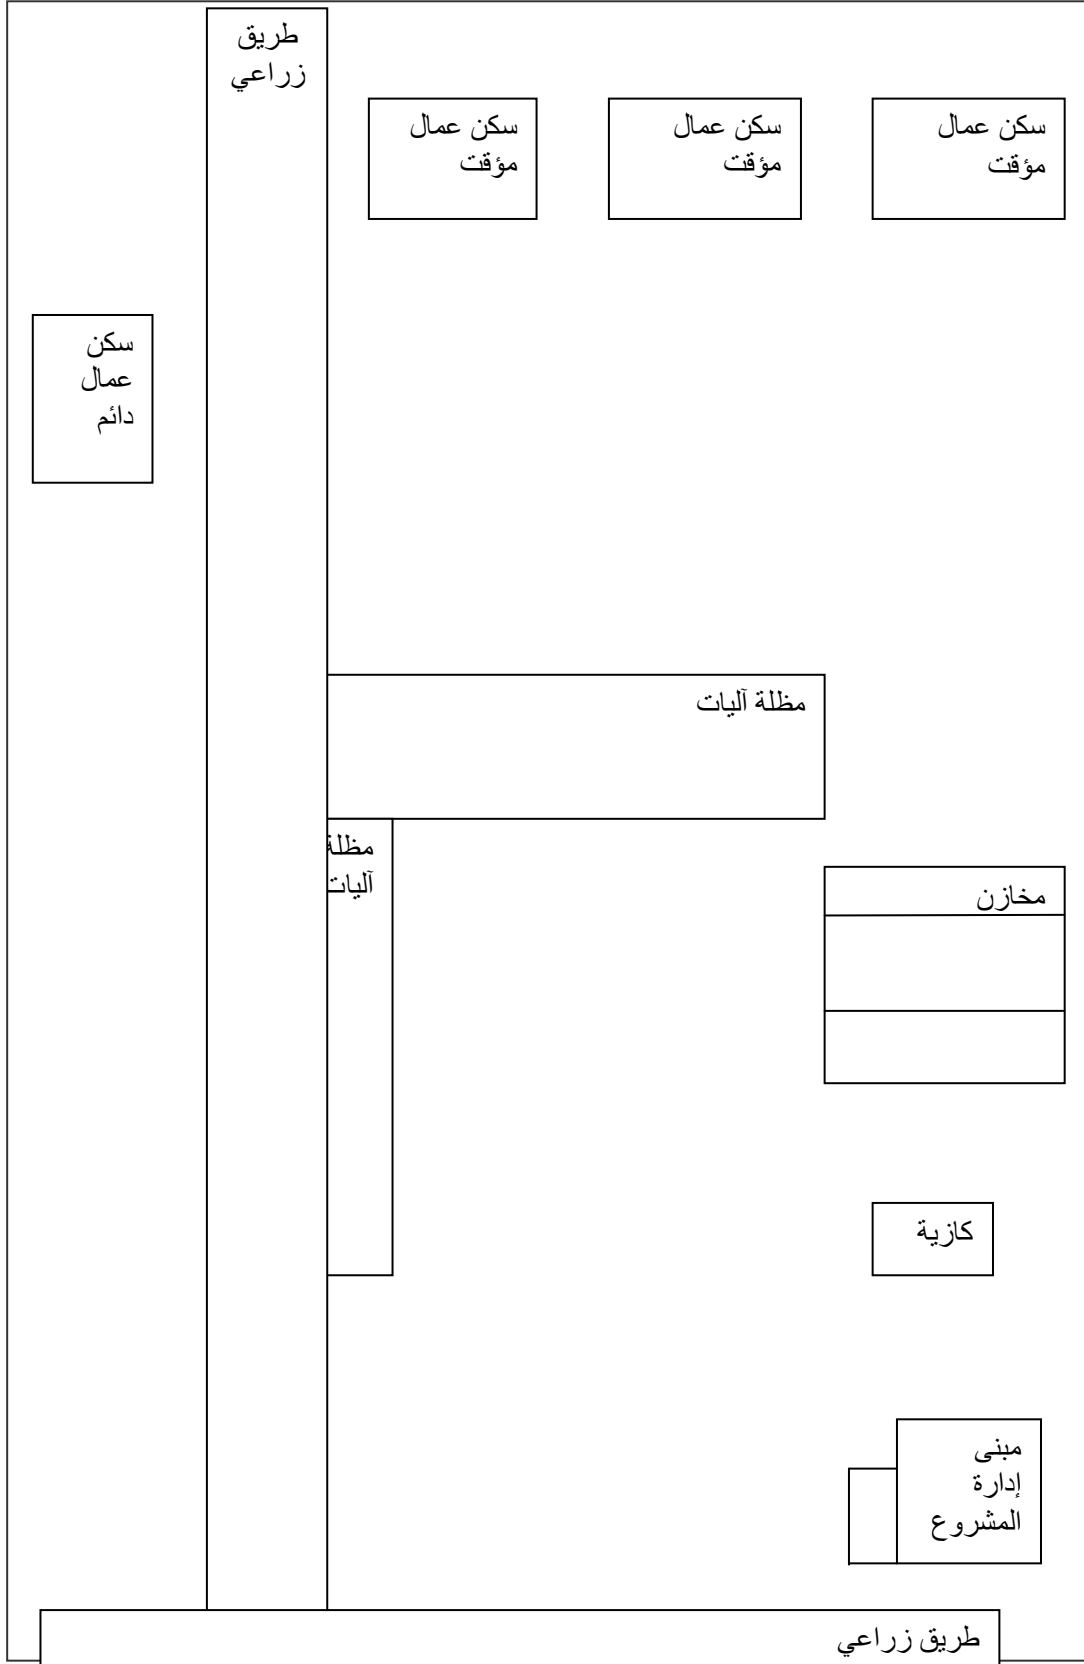 طريق
زراعي
سكن عمال
مؤقت
سكن عمال
مؤقت
سكن عمال
مؤقت
سكن
عمال
دائم
مظلة آليات
مظلة
آليات
مخازن
كازية
مبنى
إدارة
المشروع
طريق زراعي